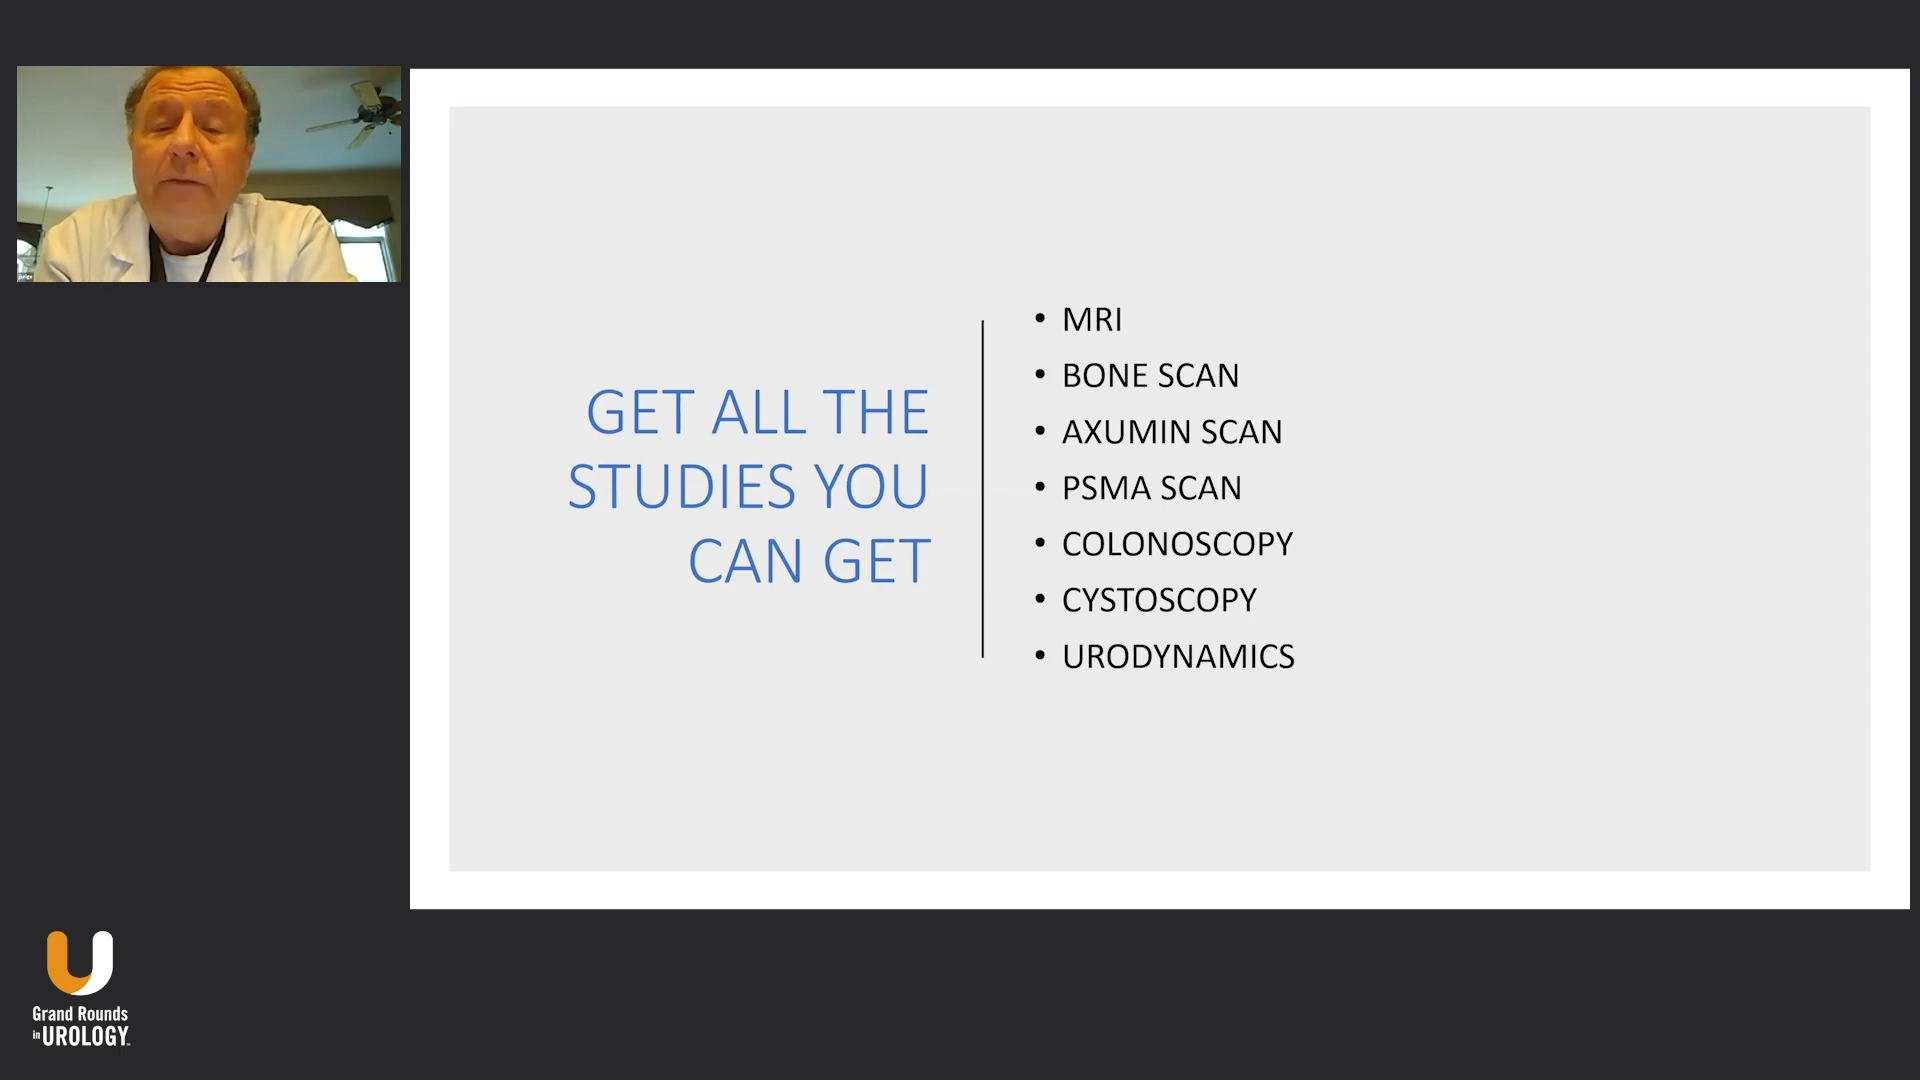 GET ALL THE
STUDIES YOU
CAN GET
• MRI
• BONE SCAN
• AXUMIN SCAN
• PSMA SCAN
• COLONOSCOPY
• CYSTOSCOPY
• URODYNAMICS
Grand Rounds
in UROLOGY